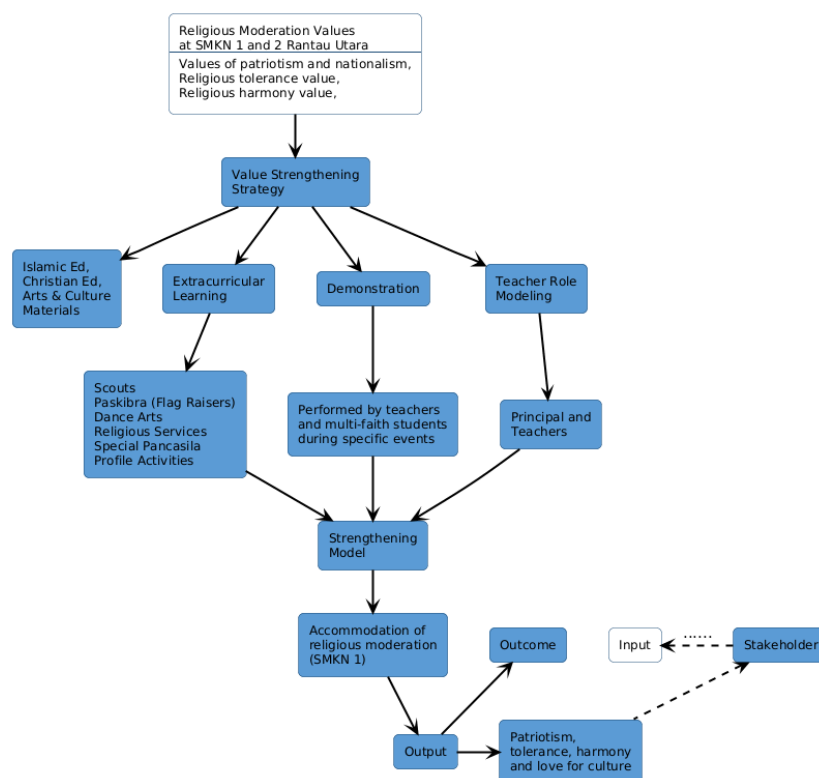 Religious Moderation Values
at SMKN 1 and 2 Rantau Utara
Values of patriotism and nationalism,
Religious tolerance value,
Religious harmony value,
Value Strengthening
Strategy
Islamic Ed,
Christian Ed,
Arts & Culture
Materials
Extracurricular
Learning
Demonstration
Teacher Role
Modeling
Scouts
Paskibra (Flag Raisers)
Dance Arts
Religious Services
Special Pancasila
Profile Activities
Performed by teachers
and multi-faith students
during specific events
Principal and
Teachers
Strengthening
Model
Accommodation of
religious moderation
(SMKN 1)
Outcome
Input
......
Stakeholder
Output
Patriotism,
tolerance, harmony
and love for culture